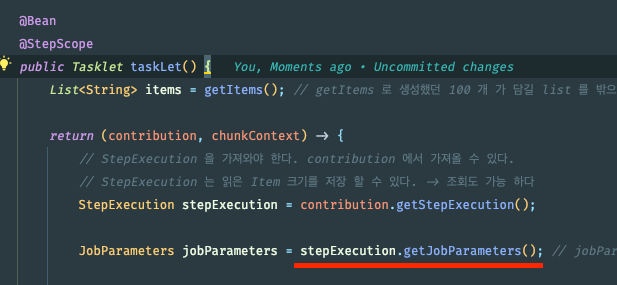 @Bean
@StepScope
public Tasklet taskLet() { You, Moments ago • Uncommitted changes
List<String> items = getItems(); // getItems 로 생성했던 100 개 가 담길 list 를 밖으
return (contribution, chunkContext) -> {
// StepExecution 을 가져와야 한다. contribution 에서 가져올 수 있다.
// StepExecution 는 읽은 Item 크기를 저장 할 수 있다. -> 조회도 가능 하다
StepExecution stepExecution = contribution.getStepExecution();
JobParameters jobParameters = stepExecution.getJobParameters(); // jobPar